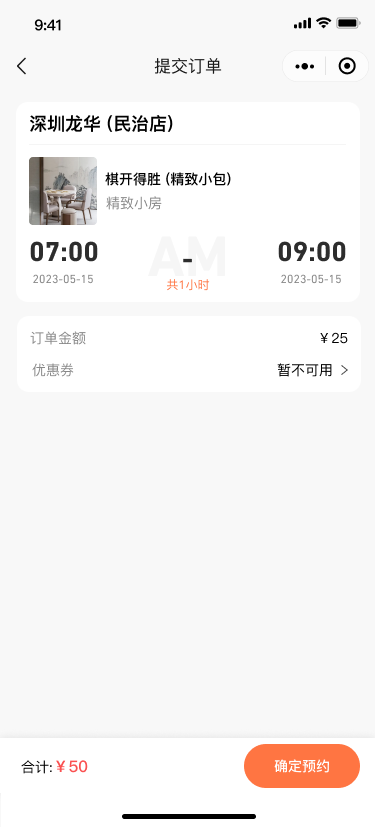 9:41
提交订单
深圳龙华（民治店）
棋开得胜（精致小包）
精致小房
AM
07:00 - 09:00
2023-05-15 共1小时 2023-05-15
订单金额 ¥25
优惠券 暂不可用
合计: ¥50 确定预约